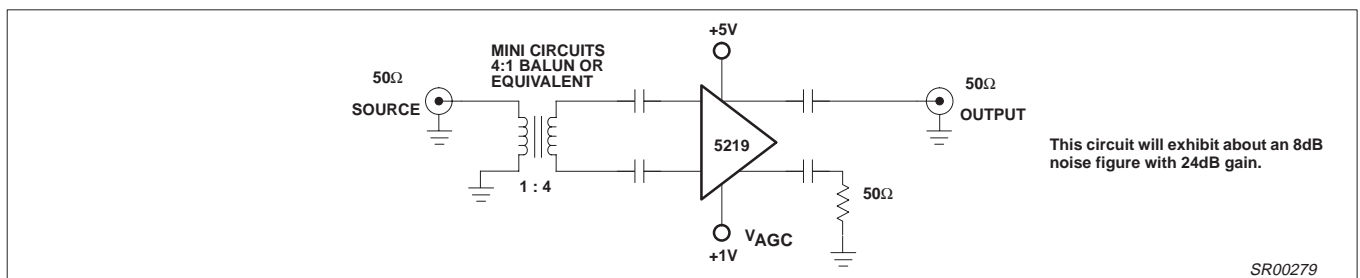 +5V
MINI CIRCUITS
4:1 BALUN OR
EQUIVALENT
50Ω
SOURCE
50Ω
OUTPUT
5219
This circuit will exhibit about an 8dB
noise figure with 24dB gain.
1 : 4
50Ω
VAGC
+1V
SR00279